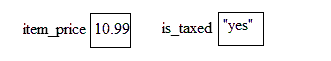 item_price 10.99 is_taxed "yes"